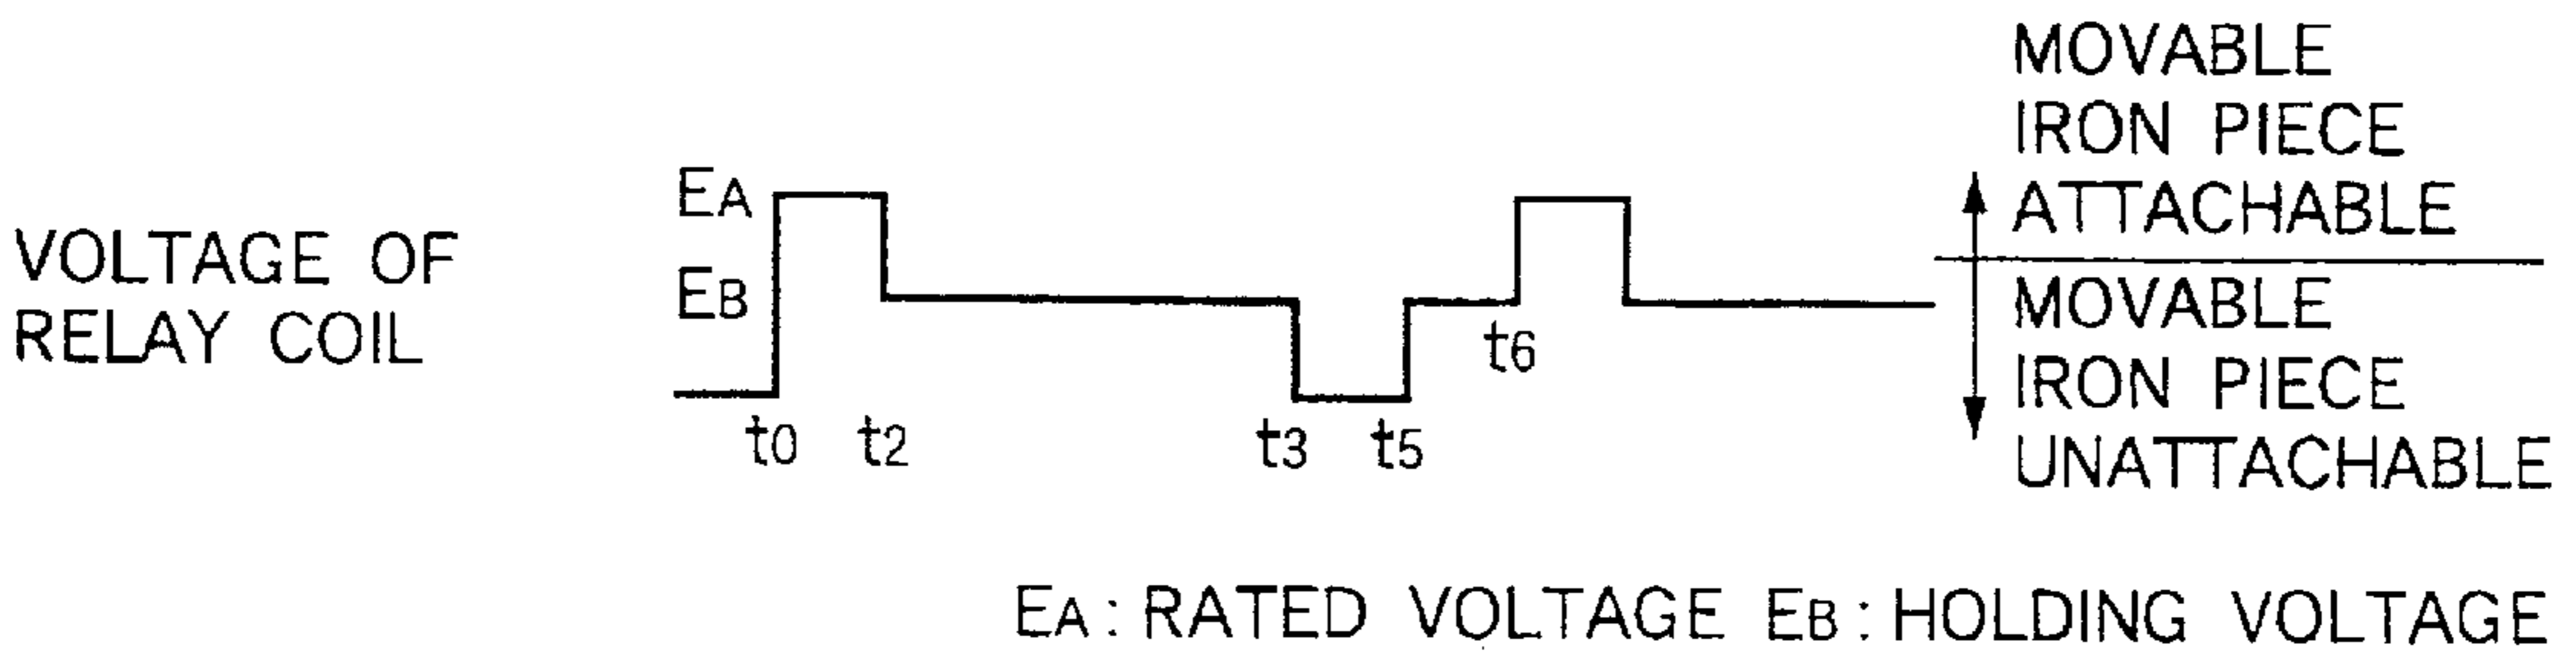 VOLTAGE OF
RELAY COIL
EA
EB
t0
t2
t3
t5
t6
MOVABLE
IRON PIECE
ATTACHABLE
MOVABLE
IRON PIECE
UNATTACHABLE
EA : RATED VOLTAGE EB : HOLDING VOLTAGE